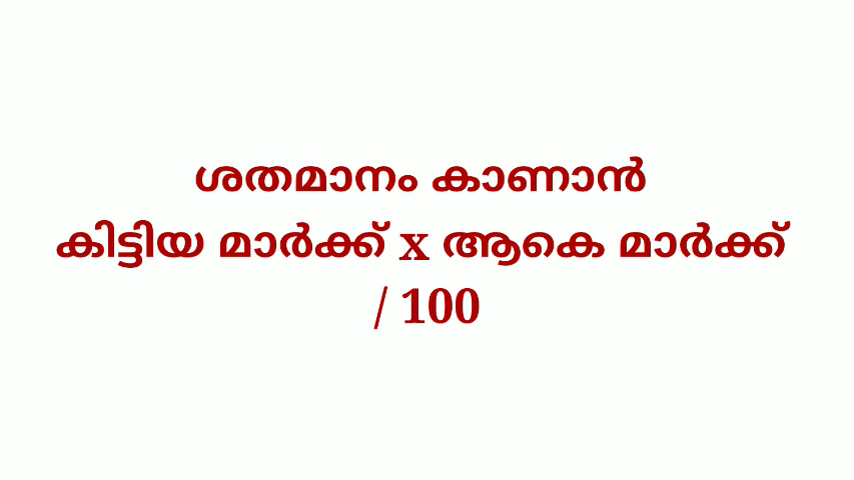 ശതമാനം കാണാൻ
കിട്ടിയ മാർക്ക് x ആകെ മാർക്ക്
/ 100